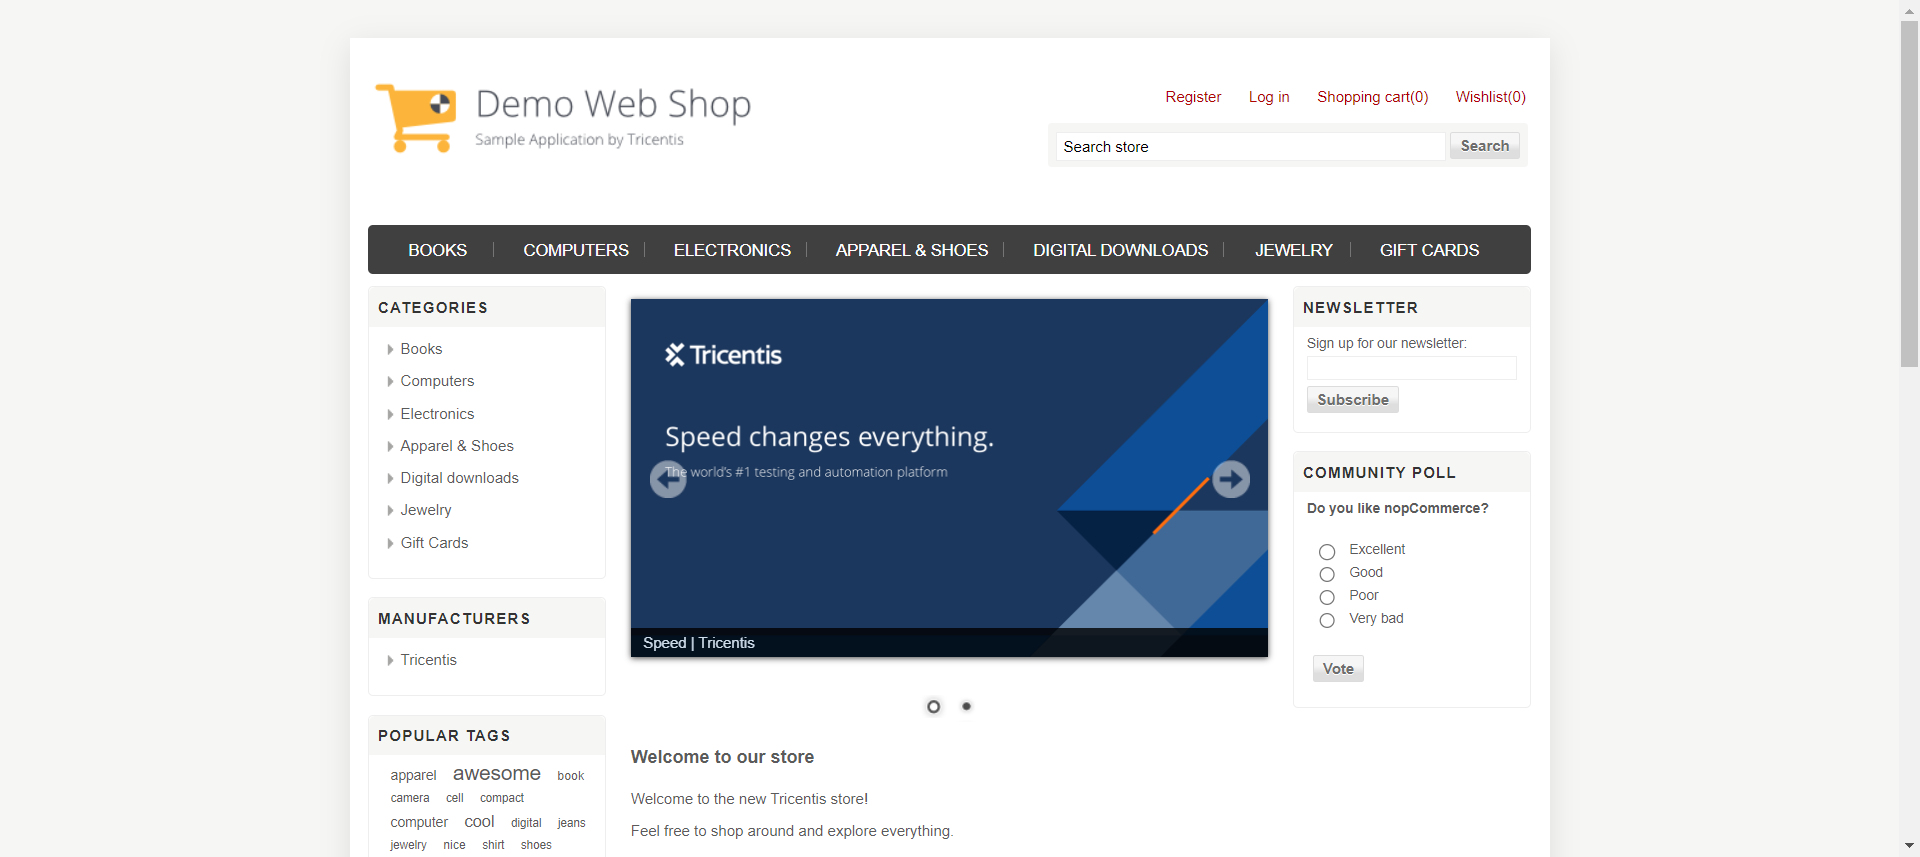 Demo Web Shop
Sample Application by Tricentis
Register Log in Shopping cart(0) Wishlist(0)
Search store Search
BOOKS COMPUTERS ELECTRONICS APPAREL & SHOES DIGITAL DOWNLOADS JEWELRY GIFT CARDS
CATEGORIES
Books
Computers
Electronics
Apparel & Shoes
Digital downloads
Jewelry
Gift Cards
MANUFACTURERS
Tricentis
POPULAR TAGS
apparel awesome book
camera cell compact
computer cool digital jeans
jewelry nice shirt shoes
Tricentis
Speed changes everything.
The world's #1 testing and automation platform
Speed | Tricentis
Welcome to our store
Welcome to the new Tricentis store!
Feel free to shop around and explore everything.
NEWSLETTER
Sign up for our newsletter:
Subscribe
COMMUNITY POLL
Do you like nopCommerce?
Excellent
Good
Poor
Very bad
Vote